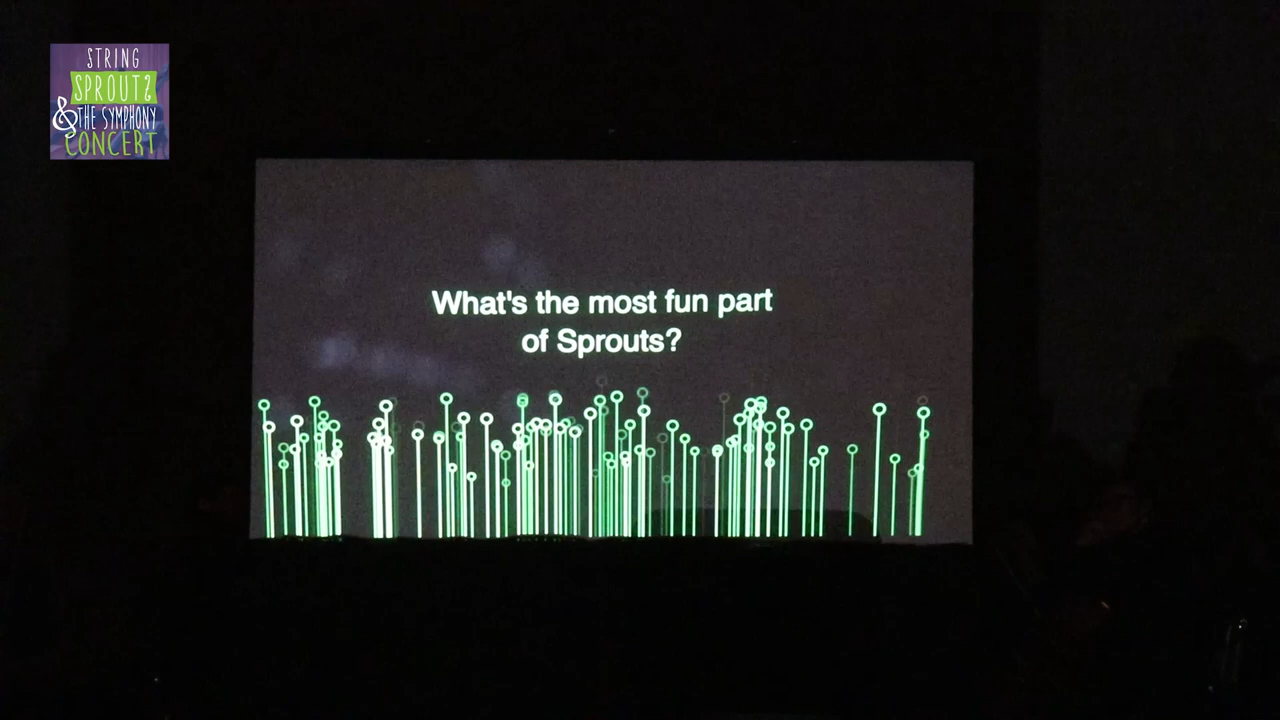 STRING
SPROUTS
& THE SYMPHONY
CONCERT
What's the most fun part
of Sprouts?